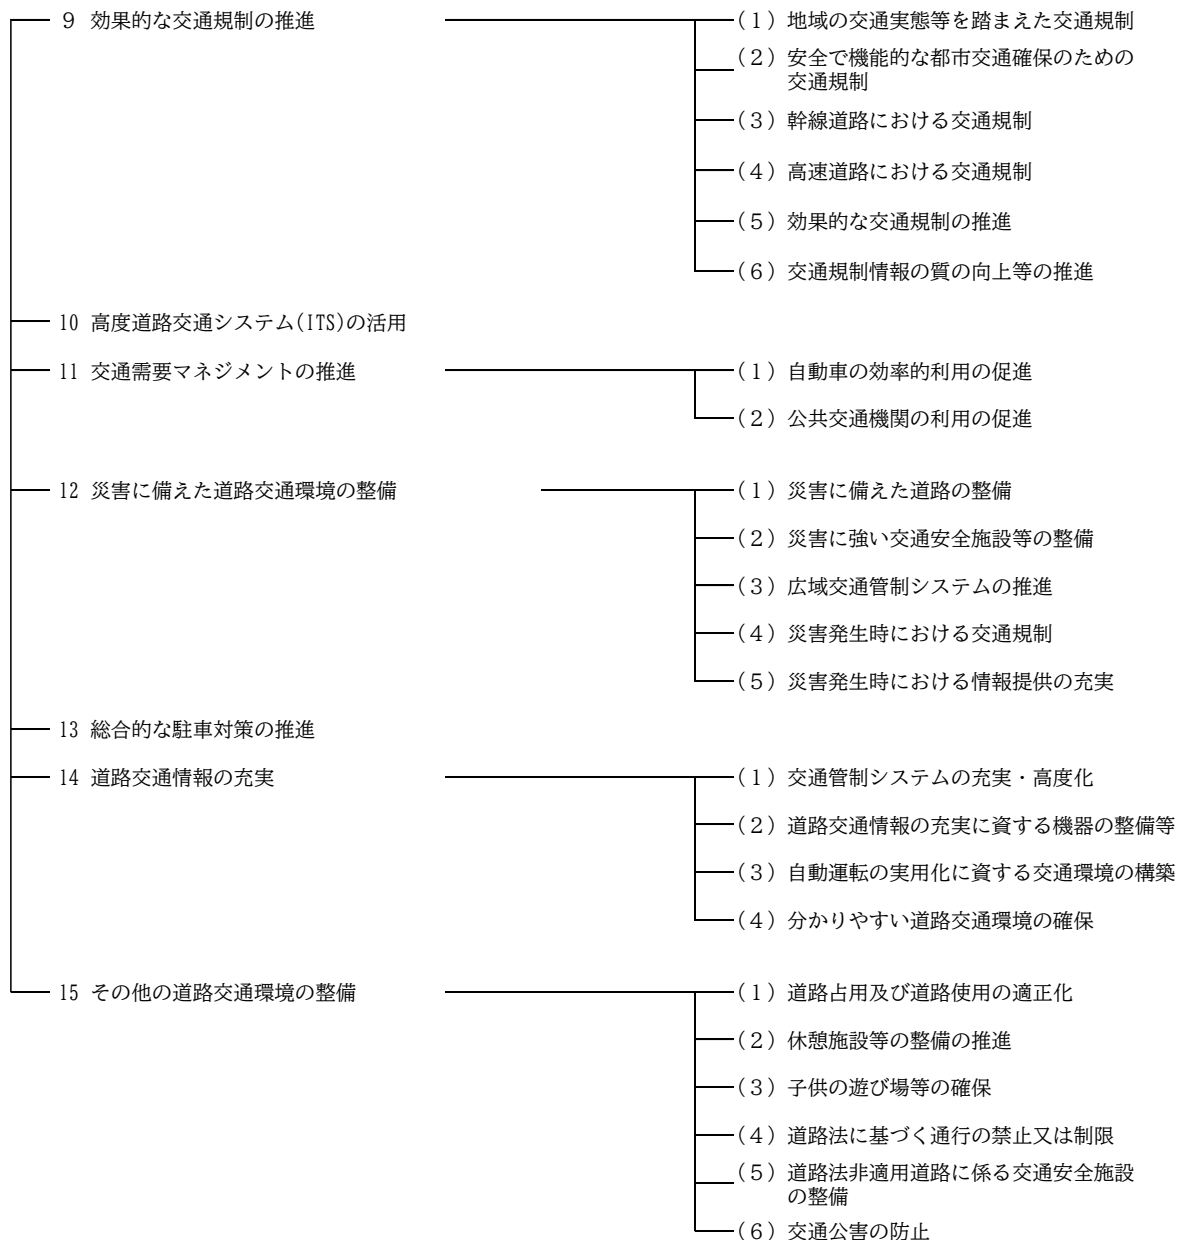 ９ 効果的な交通規制の推進
（１）地域の交通実態等を踏まえた交通規制
（２）安全で機能的な都市交通確保のための
交通規制
（３）幹線道路における交通規制
（４）高速道路における交通規制
（５）効果的な交通規制の推進
（６）交通規制情報の質の向上等の推進
10 高度道路交通システム(ITS)の活用
11 交通需要マネジメントの推進
（１）自動車の効率的利用の促進
（２）公共交通機関の利用の促進
12 災害に備えた道路交通環境の整備
（１）災害に備えた道路の整備
（２）災害に強い交通安全施設等の整備
（３）広域交通管制システムの推進
（４）災害発生時における交通規制
（５）災害発生時における情報提供の充実
13 総合的な駐車対策の推進
14 道路交通情報の充実
（１）交通管制システムの充実・高度化
（２）道路交通情報の充実に資する機器の整備等
（３）自動運転の実用化に資する交通環境の構築
（４）分かりやすい道路交通環境の確保
15 その他の道路交通環境の整備
（１）道路占用及び道路使用の適正化
（２）休憩施設等の整備の推進
（３）子供の遊び場等の確保
（４）道路法に基づく通行の禁止又は制限
（５）道路法非適用道路に係る交通安全施設
の整備
（６）交通公害の防止